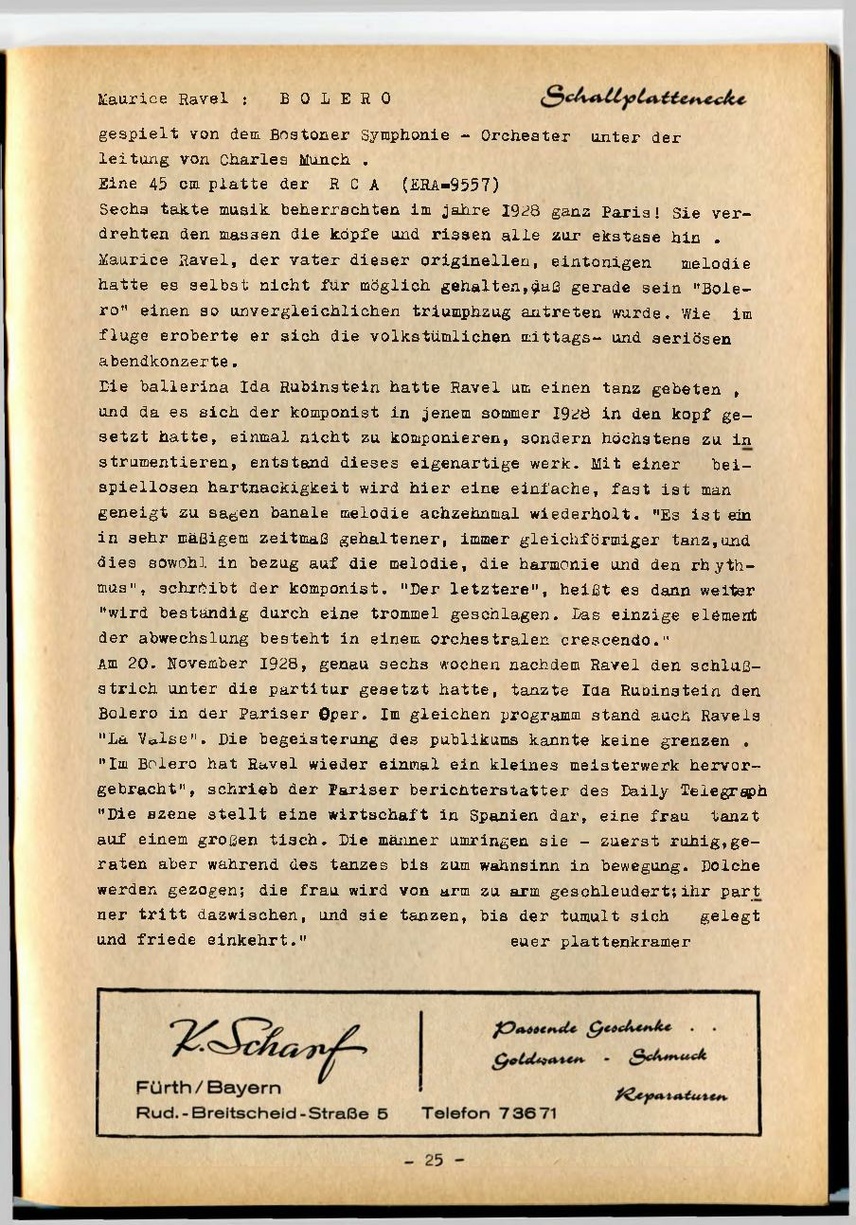 Maurice Ravel : B O L E R O Schallplattenecke
gespielt von dem Bostoner Symphonie - Orchester unter der
leitung von Charles Munch .
Eine 45 cm platte der R C A (ERA-9557)
Sechs takte musik beherrschten im jahre 1928 ganz Paris! Sie ver-
drehten den massen die köpfe und rissen alle zur ekstase hin .
Maurice Ravel, der vater dieser originellen, eintonigen melodie
hatte es selbst nicht für möglich gehalten,daß gerade sein "Bole-
ro" einen so unvergleichlichen triumphzug antreten wurde. Wie im
fluge eroberte er sich die volkstümlichen mittags- und seriösen
abendkonzerte.
Die ballerina Ida Rubinstein hatte Ravel um einen tanz gebeten ,
und da es sich der komponist in jenem sommer 1928 in den kopf ge-
setzt hatte, einmal nicht zu komponieren, sondern höchstens zu in
strumentieren, entstand dieses eigenartige werk. Mit einer bei-
spiellosen hartnackigkeit wird hier eine einfache, fast ist man
geneigt zu sagen banale melodie achzehnmal wiederholt. "Es ist ein
in sehr mäßigem zeitmaß gehaltener, immer gleichförmiger tanz,und
dies sowohl in bezug auf die melodie, die harmonie und den rhyth-
mus", schreibt der komponist. "Der letztere", heißt es dann weiter
"wird bestandig durch eine trommel geschlagen. Das einzige element
der abwechslung besteht in einem orchestralen crescendo."
Am 20. November 1928, genau sechs wochen nachdem Ravel den schluß-
strich unter die partitur gesetzt hatte, tanzte Ida Rubinstein den
Bolero in der Pariser Oper. Im gleichen programm stand auch Ravels
"La Valse". Die begeisterung des publikums kannte keine grenzen .
"Im Bolero hat Ravel wieder einmal ein kleines meisterwerk hervor-
gebracht", schrieb der Pariser berichterstatter des Daily Telegraph
"Die szene stellt eine wirtschaft in Spanien dar, eine frau tanzt
auf einem großen tisch. Die männer umringen sie - zuerst ruhig,ge-
raten aber wahrend des tanzes bis zum wahnsinn in bewegung. Dolche
werden gezogen; die frau wird von arm zu arm geschleudert;ihr part
ner tritt dazwischen, und sie tanzen, bis der tumult sich gelegt
und friede einkehrt." euer plattenkramer
K. Scharf
Fürth/Bayern
Rud.-Breitscheid-Straße 5 Telefon 73671
Passende Geschenke . .
Goldwaren - Schmuck
Reparaturen
- 25 -